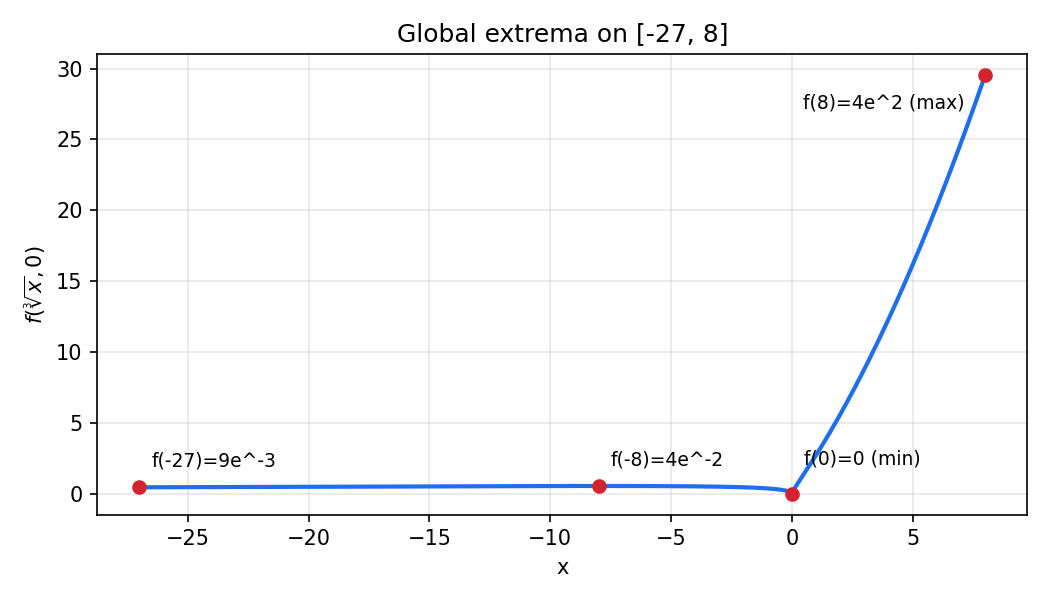 Global extrema on [-27, 8]
f(∛x, 0)
30
25
20
15
10
5
0
f(8)=4e^2 (max)
f(-27)=9e^-3
f(-8)=4e^-2
f(0)=0 (min)
−25
−20
−15
−10
−5
0
5
x